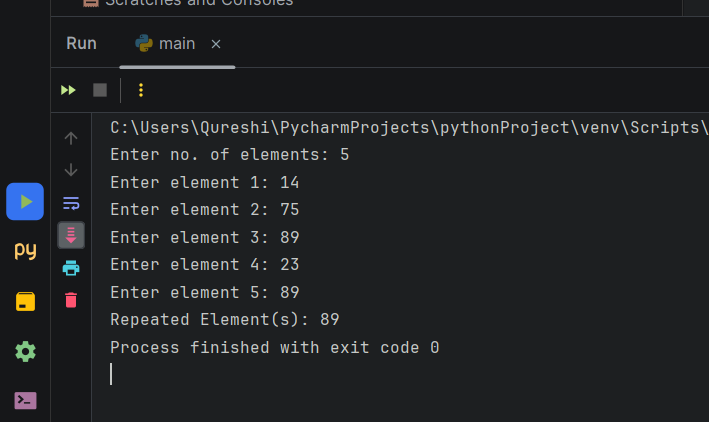 Scratches and Consoles
Run main
C:\Users\Qureshi\PycharmProjects\pythonProject\venv\Scripts\
Enter no. of elements: 5
Enter element 1: 14
Enter element 2: 75
Enter element 3: 89
Enter element 4: 23
Enter element 5: 89
Repeated Element(s): 89
Process finished with exit code 0
py